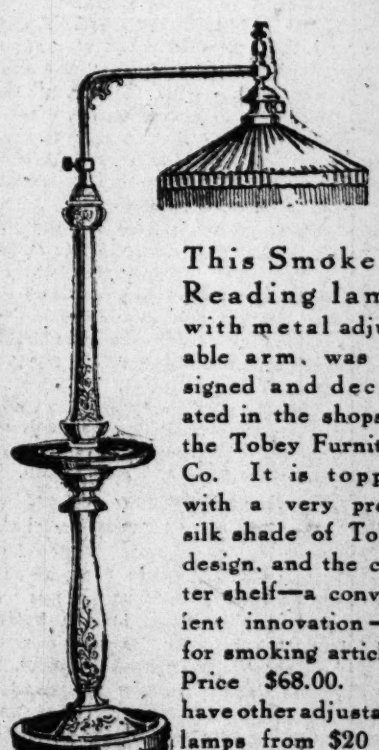 This Smoke
Reading lam
with metal adju
able arm, was
signed and dec
ated in the shops
the Tobey Furnit
Co. It is topp
with a very pre
silk shade of To
design, and the c
ter shelf—a conv
ient innovation—
for smoking artic
Price $68.00.
have other adjusta
lamps from $20